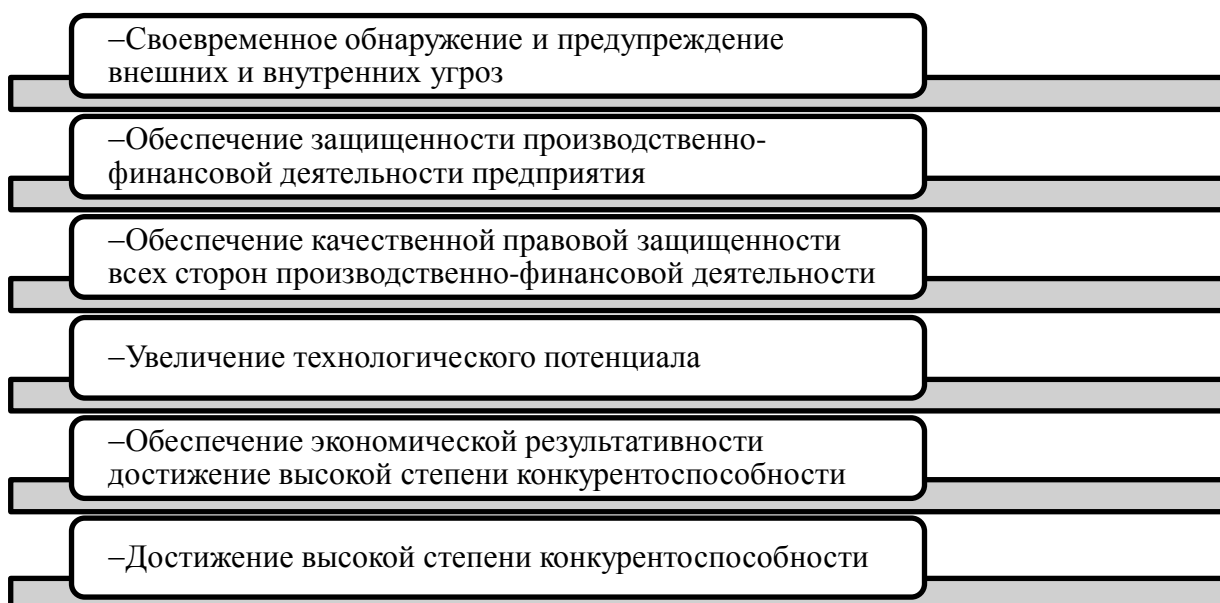 –Своевременное обнаружение и предупреждение
внешних и внутренних угроз
–Обеспечение защищенности производственно-
финансовой деятельности предприятия
–Обеспечение качественной правовой защищенности
всех сторон производственно-финансовой деятельности
–Увеличение технологического потенциала
–Обеспечение экономической результативности
достижение высокой степени конкурентоспособности
–Достижение высокой степени конкурентоспособности